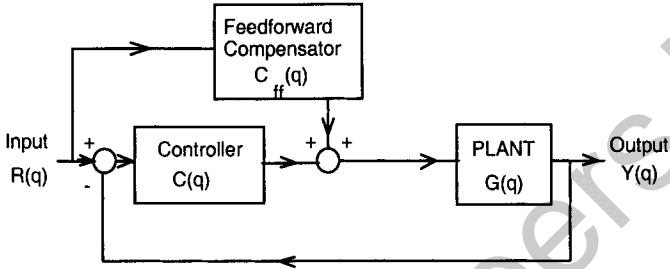 Feedforward
Compensator
C ff (q)
Input
R(q)
+
-
Controller
C(q)
+ +
PLANT
G(q)
Output
Y(q)